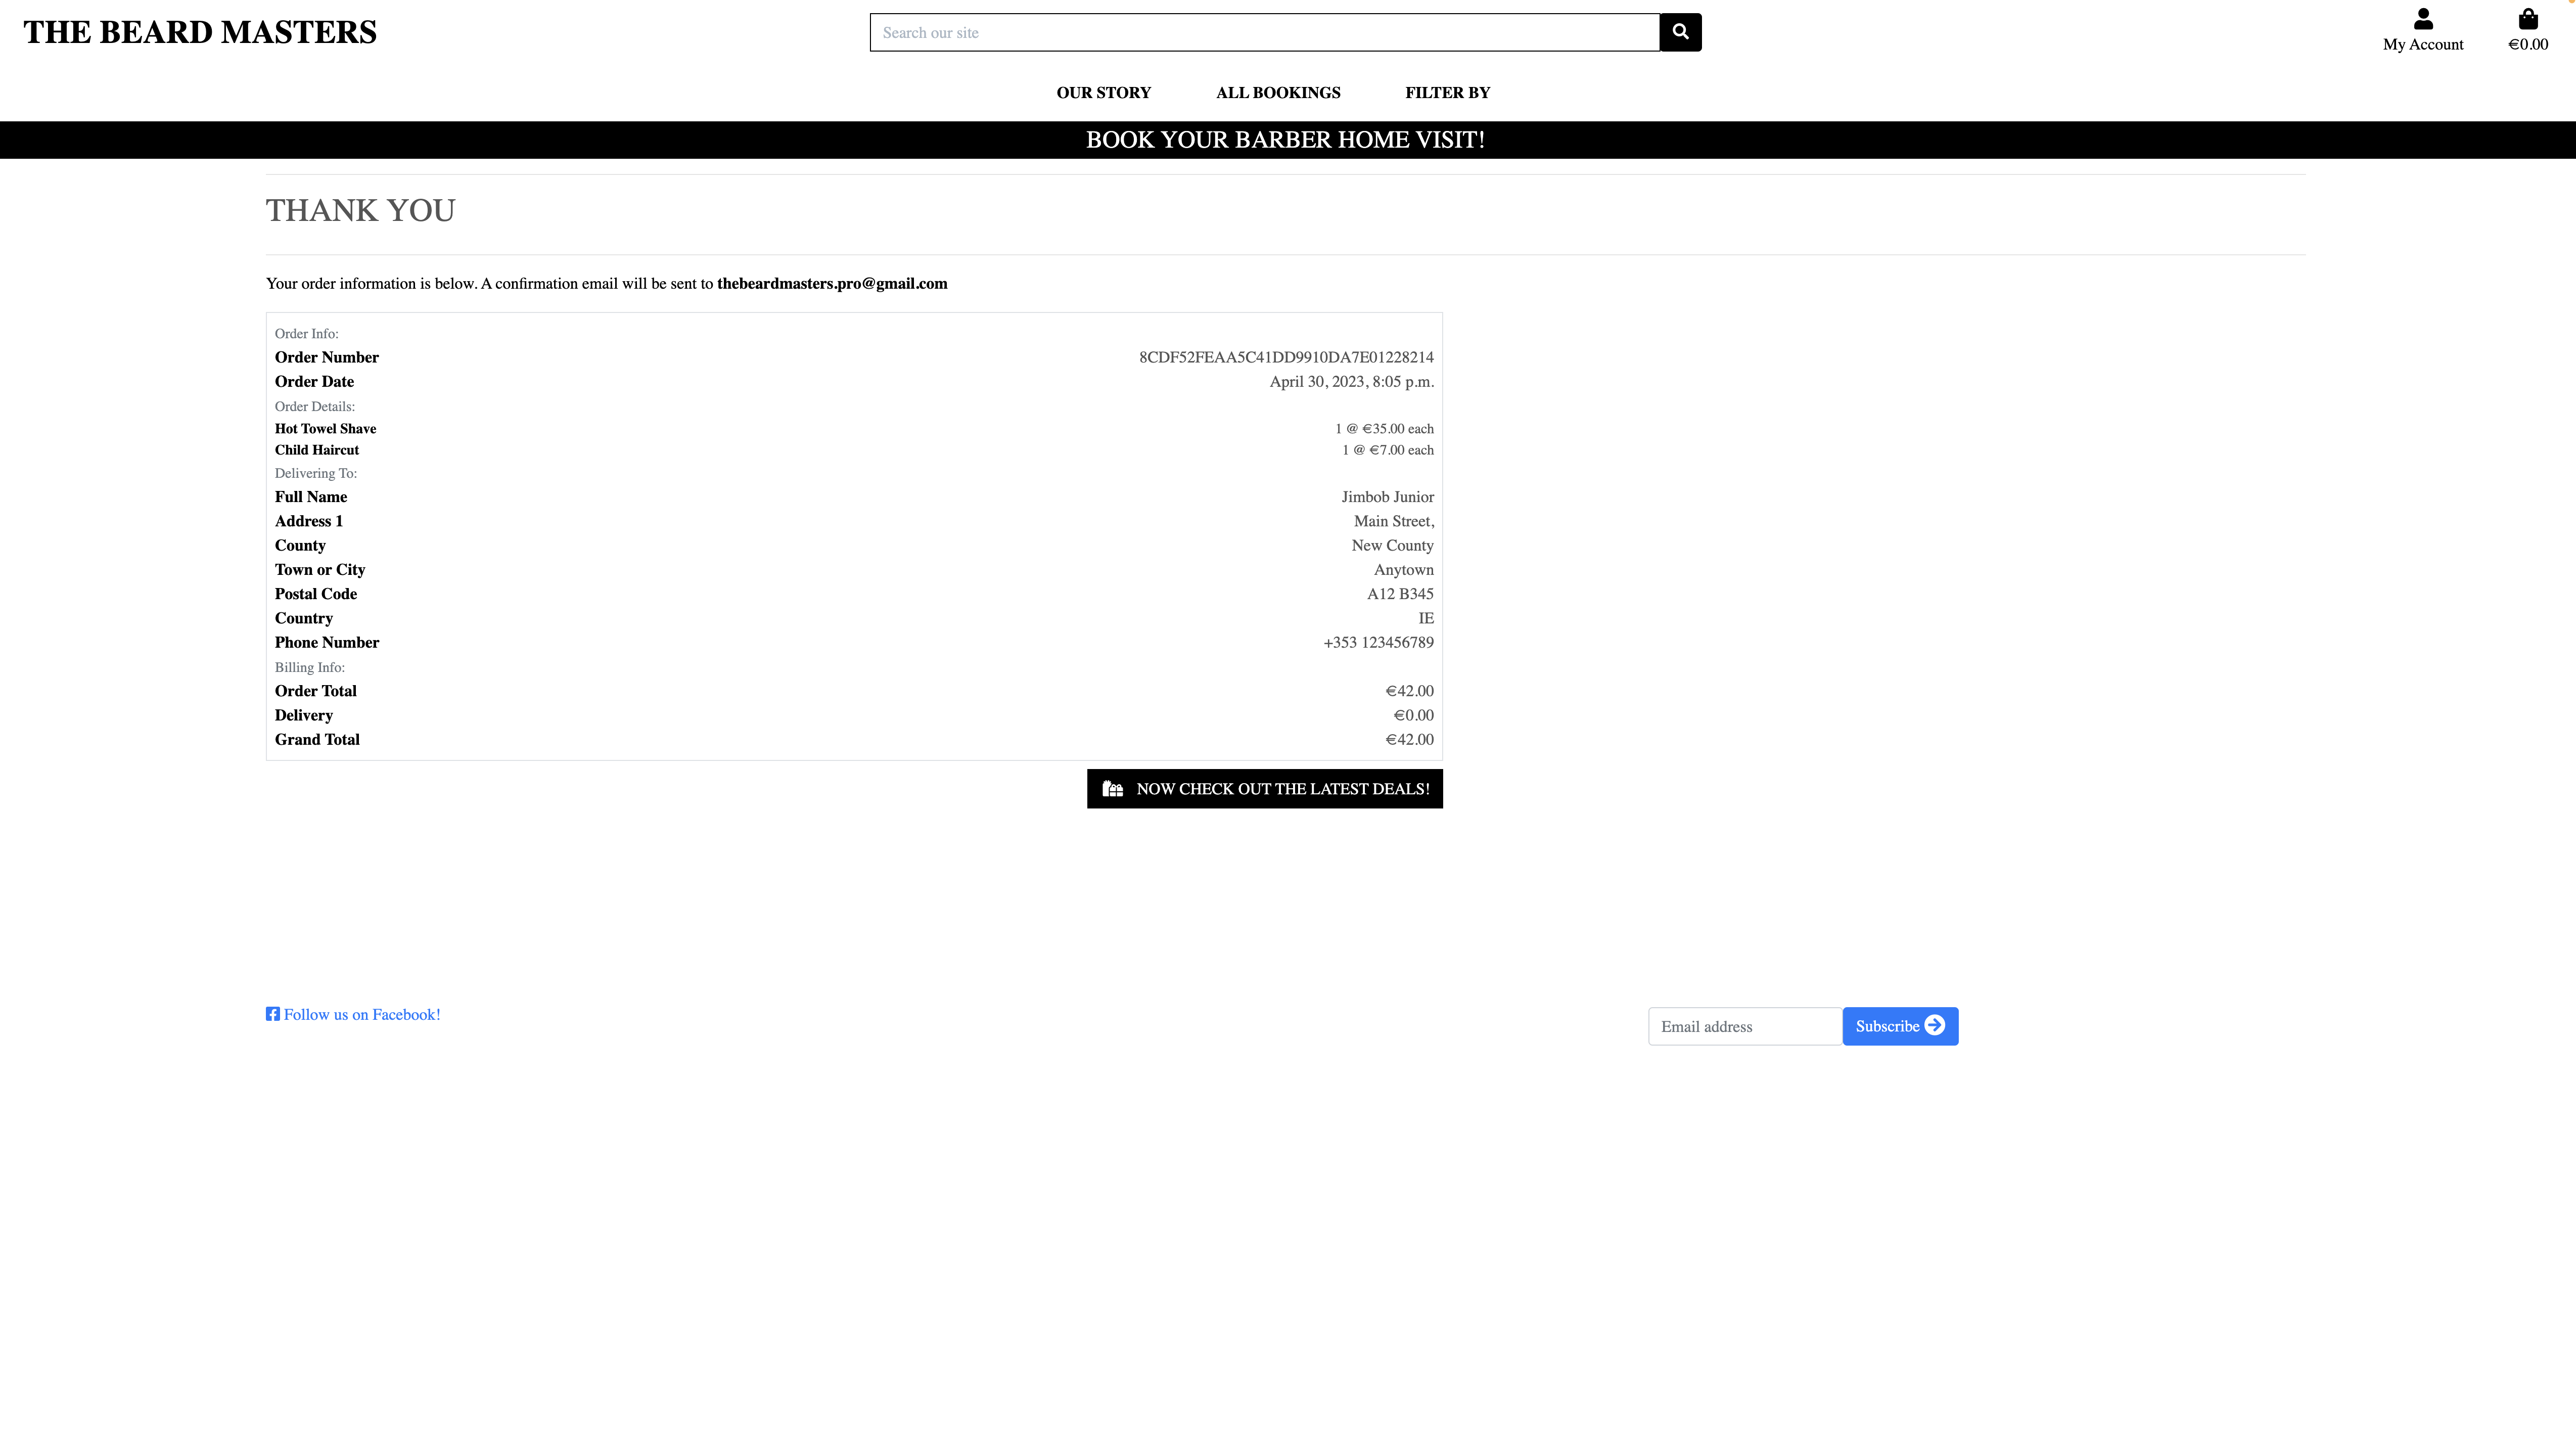 THE BEARD MASTERS
Search our site
My Account
€0.00
OUR STORY
ALL BOOKINGS
FILTER BY
BOOK YOUR BARBER HOME VISIT!
THANK YOU
Your order information is below. A confirmation email will be sent to thebeardmasters.pro@gmail.com
Order Info:
Order Number 8CDF52FEAA5C41DD9910DA7E01228214
Order Date April 30, 2023, 8:05 p.m.
Order Details:
Hot Towel Shave 1 @ €35.00 each
Child Haircut 1 @ €7.00 each
Delivering To:
Full Name Jimbob Junior
Address 1 Main Street,
County New County
Town or City Anytown
Postal Code A12 B345
Country IE
Phone Number +353 123456789
Billing Info:
Order Total €42.00
Delivery €0.00
Grand Total €42.00
NOW CHECK OUT THE LATEST DEALS!
Follow us on Facebook!
Email address
Subscribe